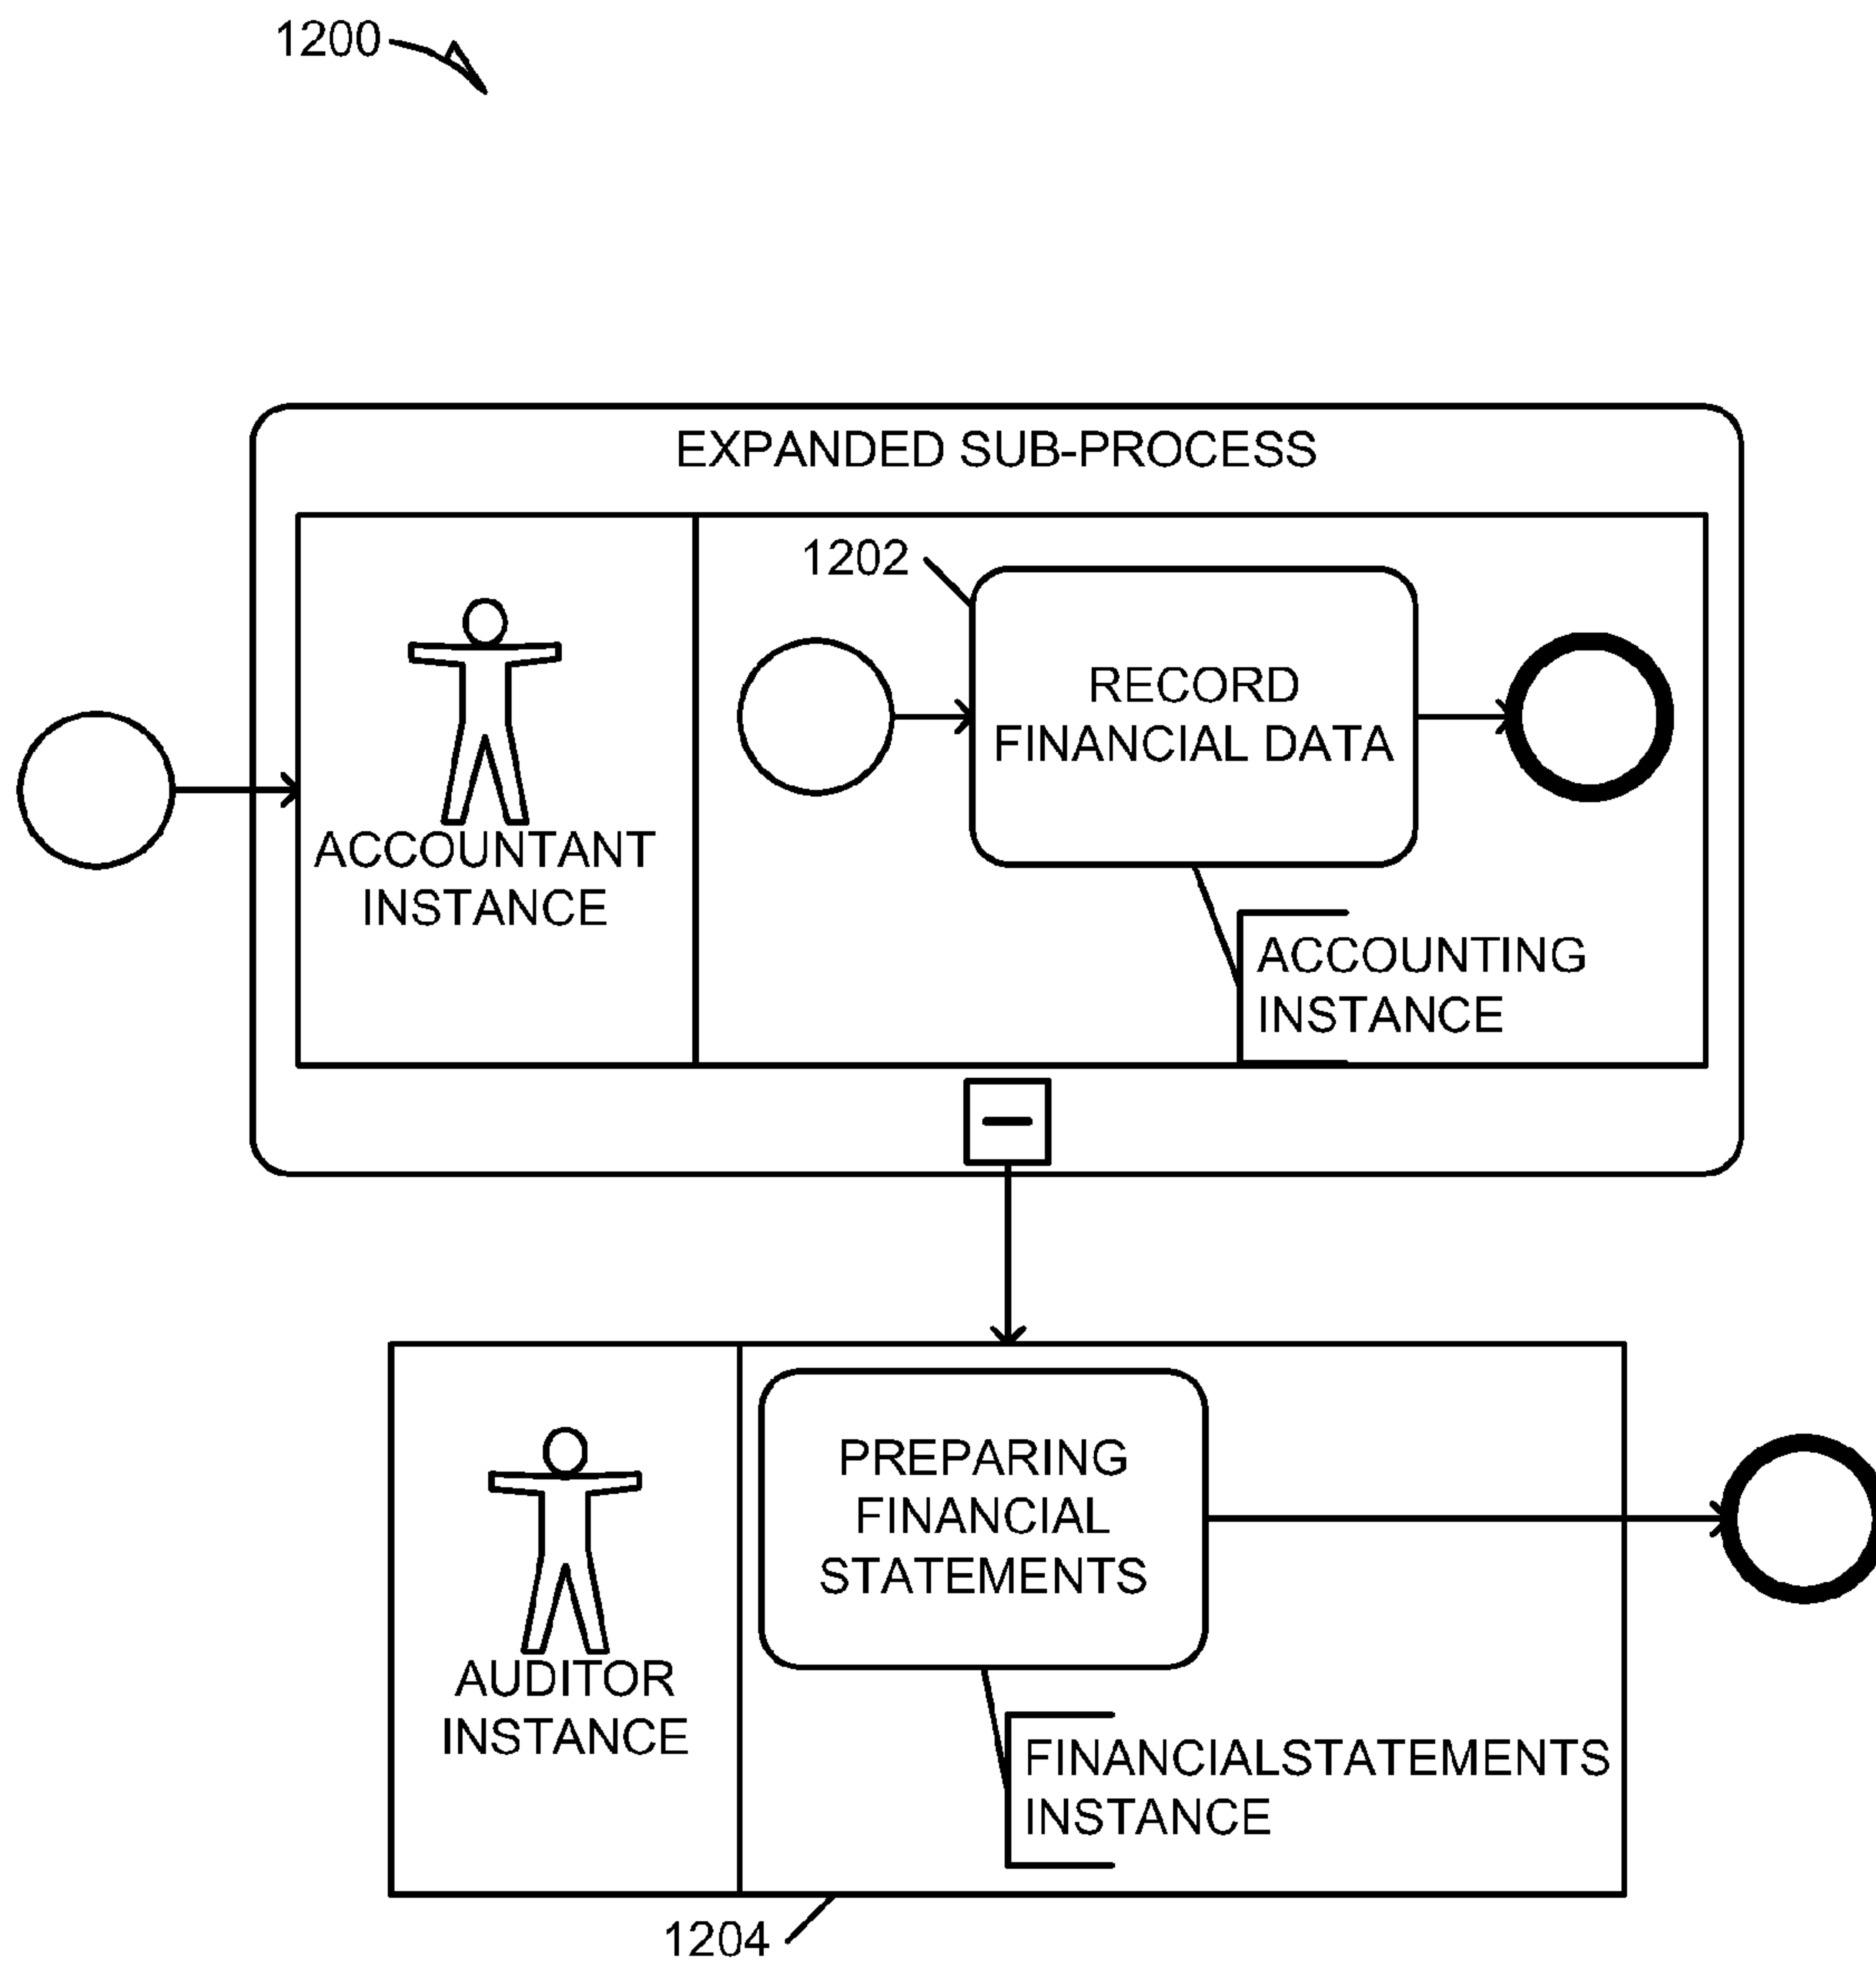 1200
EXPANDED SUB-PROCESS
1202
RECORD
FINANCIAL DATA
ACCOUNTANT
INSTANCE
ACCOUNTING
INSTANCE
PREPARING
FINANCIAL
STATEMENTS
AUDITOR
INSTANCE
FINANCIALSTATEMENTS
INSTANCE
1204